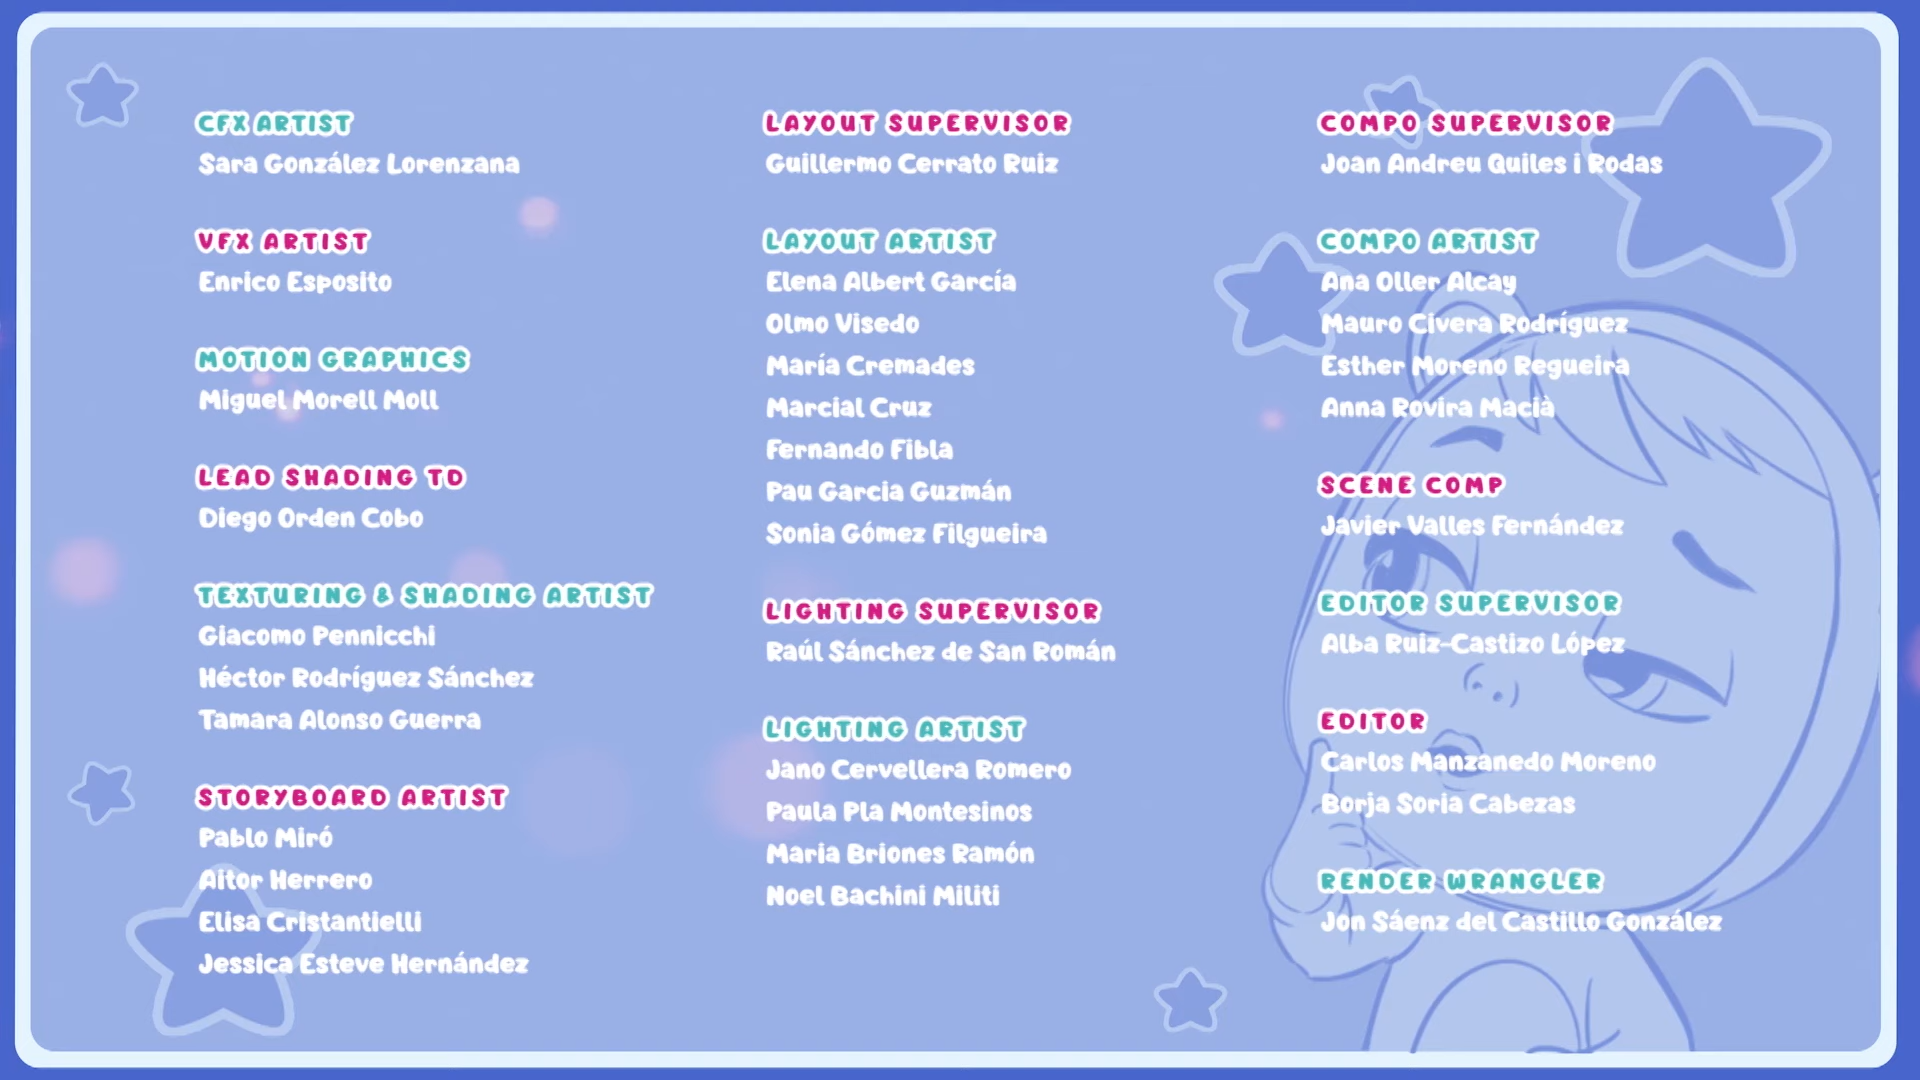 CFX ARTIST
Sara González Lorenzana
VFX ARTIST
Enrico Esposito
MOTION GRAPHICS
Miguel Morell Moll
LEAD SHADING TD
Diego Orden Cobo
TEXTURING & SHADING ARTIST
Giacomo Pennicchi
Héctor Rodríguez Sánchez
Tamara Alonso Guerra
STORYBOARD ARTIST
Pablo Miró
Aitor Herrero
Elisa Cristantielli
Jessica Esteve Hernández
LAYOUT SUPERVISOR
Guillermo Cerrato Ruiz
LAYOUT ARTIST
Elena Albert García
Olmo Visedo
María Cremades
Marcial Cruz
Fernando Fibla
Pau Garcia Guzmán
Sonia Gómez Filgueira
LIGHTING SUPERVISOR
Raúl Sánchez de San Román
LIGHTING ARTIST
Jano Cervellera Romero
Paula Pla Montesinos
Maria Briones Ramón
Noel Bachini Militi
COMPO SUPERVISOR
Joan Andreu Quiles i Rodas
COMPO ARTIST
Ana Oller Alcay
Mauro Civera Rodríguez
Esther Moreno Regueira
Anna Rovira Macià
SCENE COMP
Javier Valles Fernández
EDITOR SUPERVISOR
Alba Ruiz-Castizo López
EDITOR
Carlos Manzanedo Moreno
Borja Soria Cabezas
RENDER WRANGLER
Jon Sáenz del Castillo González